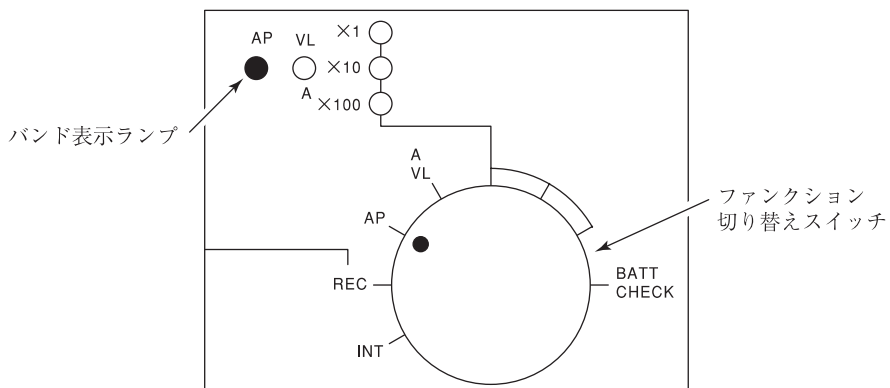 AP
VL
A
×1
×10
×100
バンド表示ランプ
A
VL
AP
REC
INT
ファンクション
切り替えスイッチ
BATT
CHECK